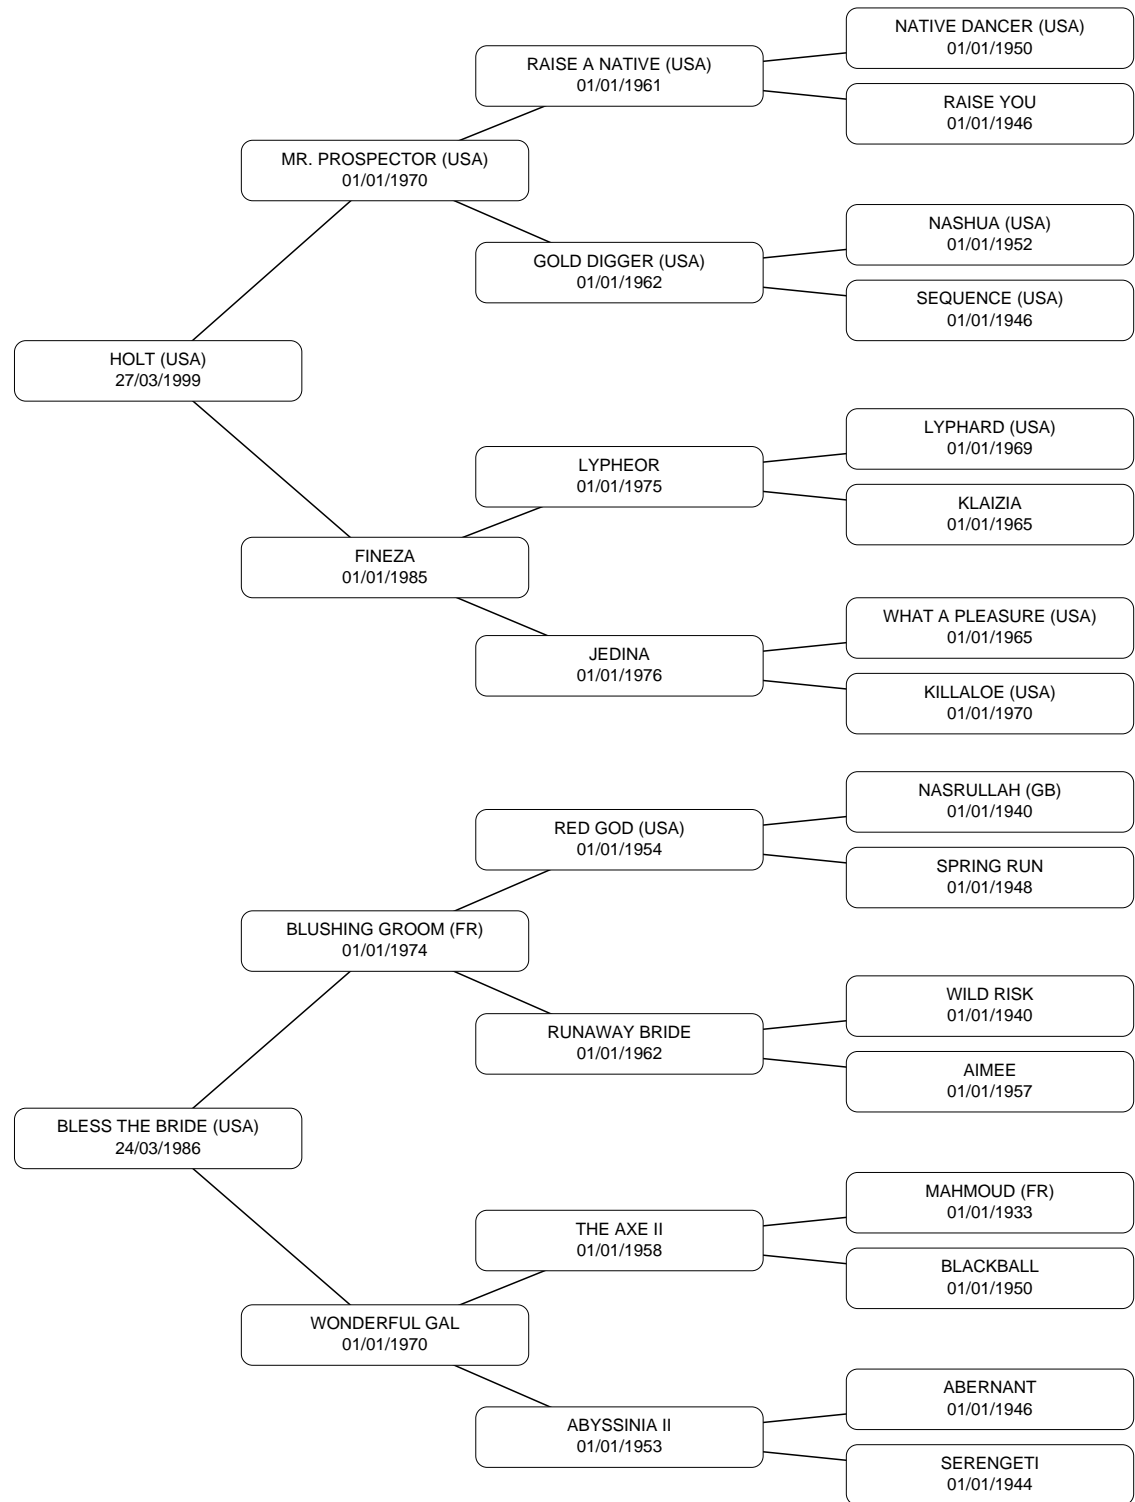 NATIVE DANCER (USA)
01/01/1950
RAISE A NATIVE (USA)
01/01/1961
RAISE YOU
01/01/1946
MR. PROSPECTOR (USA)
01/01/1970
NASHUA (USA)
01/01/1952
GOLD DIGGER (USA)
01/01/1962
SEQUENCE (USA)
01/01/1946
HOLT (USA)
27/03/1999
LYPHARD (USA)
01/01/1969
LYPHEOR
01/01/1975
KLAIZIA
01/01/1965
FINEZA
01/01/1985
WHAT A PLEASURE (USA)
01/01/1965
JEDINA
01/01/1976
KILLALOE (USA)
01/01/1970
NASRULLAH (GB)
01/01/1940
RED GOD (USA)
01/01/1954
SPRING RUN
01/01/1948
BLUSHING GROOM (FR)
01/01/1974
WILD RISK
01/01/1940
RUNAWAY BRIDE
01/01/1962
AIMEE
01/01/1957
BLESS THE BRIDE (USA)
24/03/1986
MAHMOUD (FR)
01/01/1933
THE AXE II
01/01/1958
BLACKBALL
01/01/1950
WONDERFUL GAL
01/01/1970
ABERNANT
01/01/1946
ABYSSINIA II
01/01/1953
SERENGETI
01/01/1944